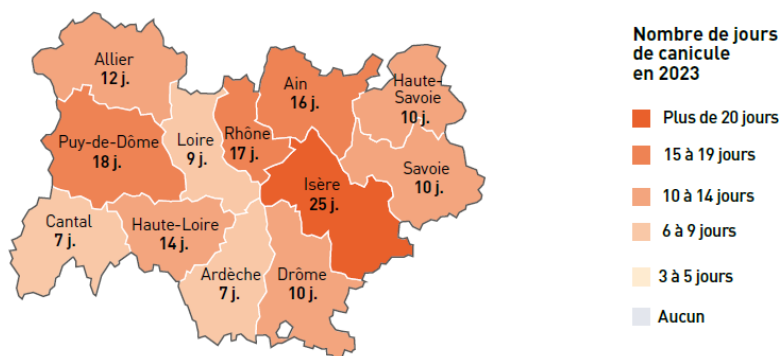 Nombre de jours
de canicule
en 2023
Plus de 20 jours
15 à 19 jours
10 à 14 jours
6 à 9 jours
3 à 5 jours
Aucun
Allier
12 j.
Ain
16 j.
Haute-
Savoie
10 j.
Puy-de-Dôme
18 j.
Loire
9 j.
Rhône
17 j.
Isère
25 j.
Savoie
10 j.
Cantal
7 j.
Haute-Loire
14 j.
Ardèche
7 j.
Drôme
10 j.